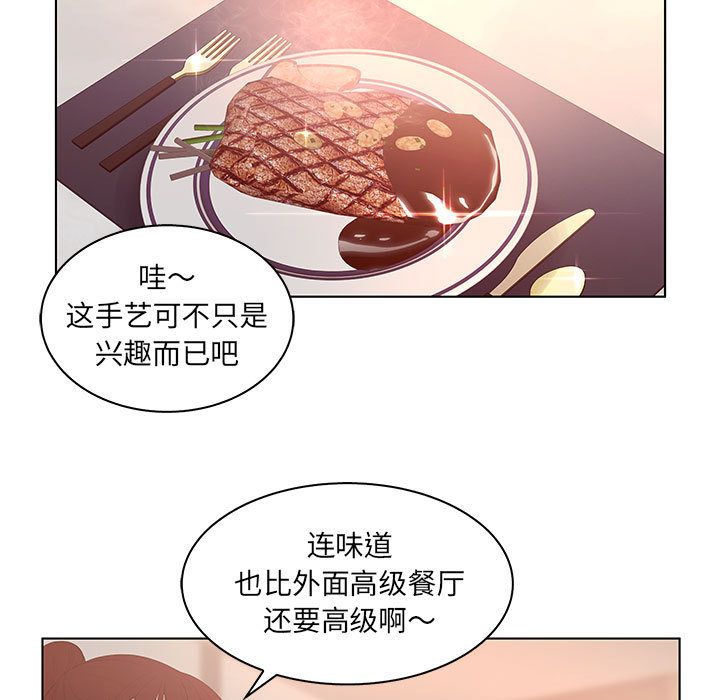 哇～
这手艺可不只是
兴趣而已吧
连味道
也比外面高级餐厅
还要高级啊～